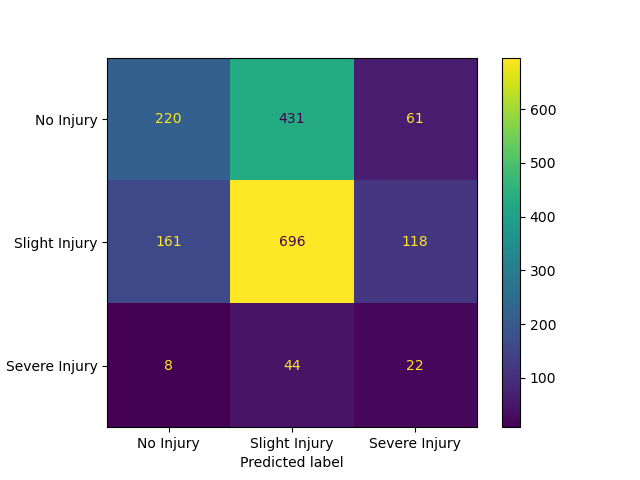 No Injury 220 431 61
Slight Injury 161 696 118
Severe Injury 8 44 22
No Injury Slight Injury Severe Injury
Predicted label
600
500
400
300
200
100